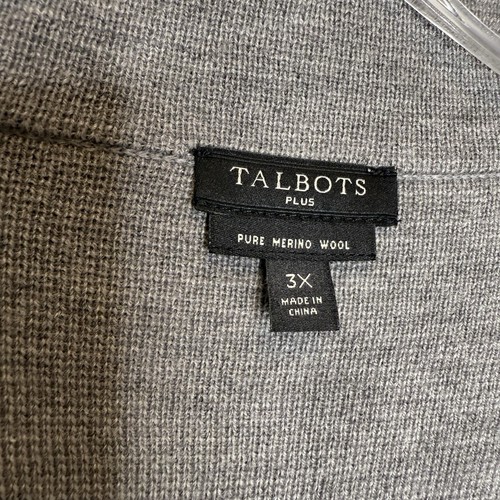 TALBOTS
PLUS
PURE MERINO WOOL
3X
MADE IN
CHINA